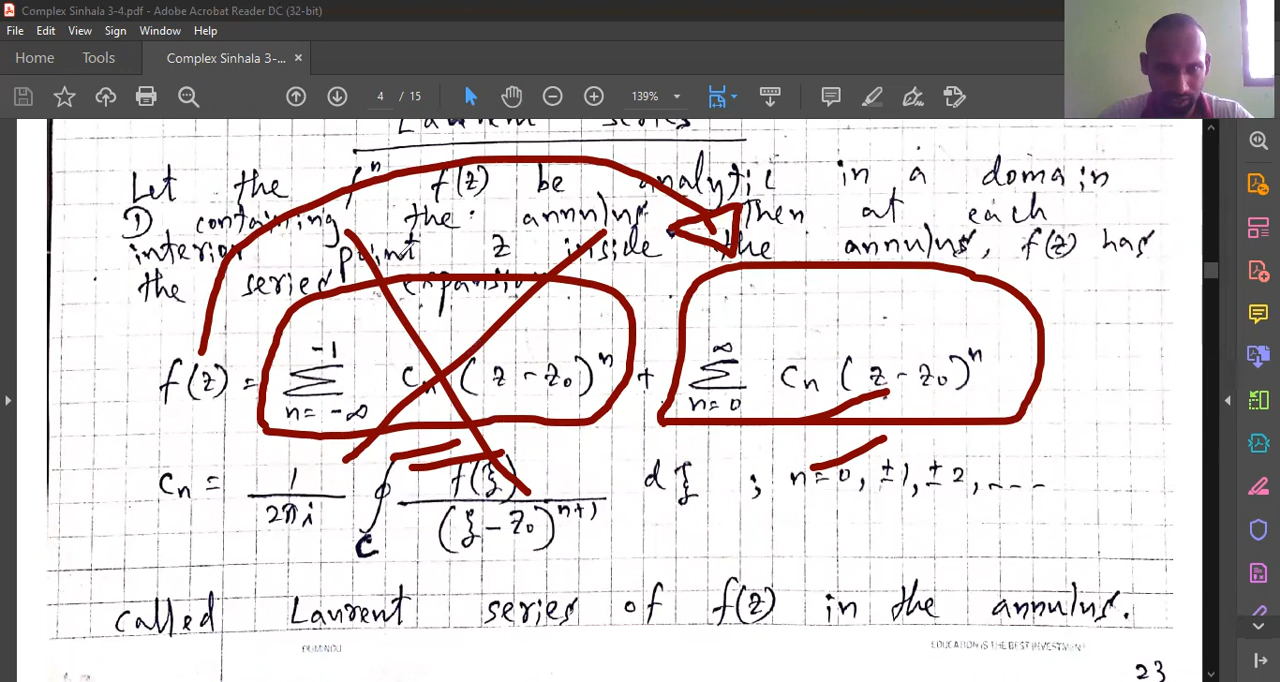 Complex Sinhala 3-4.pdf - Adobe Acrobat Reader DC (32-bit)
File Edit View Sign Window Help
Home Tools Complex Sinhala 3-... ×
4 / 15 139%
Laurent series
Let the fⁿ f(z) be analytic in a domain
D containing the annulus. Then at each
interior point z inside the annulus, f(z) has
the series expansion
f(z) = ∑_{n=-∞}^{-1} Cn (z - z₀)ⁿ + ∑_{n=0}^{∞} Cn (z - z₀)ⁿ
Cn = 1/2πi ∮_C f(ξ)/(ξ - z₀)^{n+1} dξ ; n=0, ±1, ±2, ----
called Laurent series of f(z) in the annulus.
EDUCATION IS THE BEST INVESTMENT
23